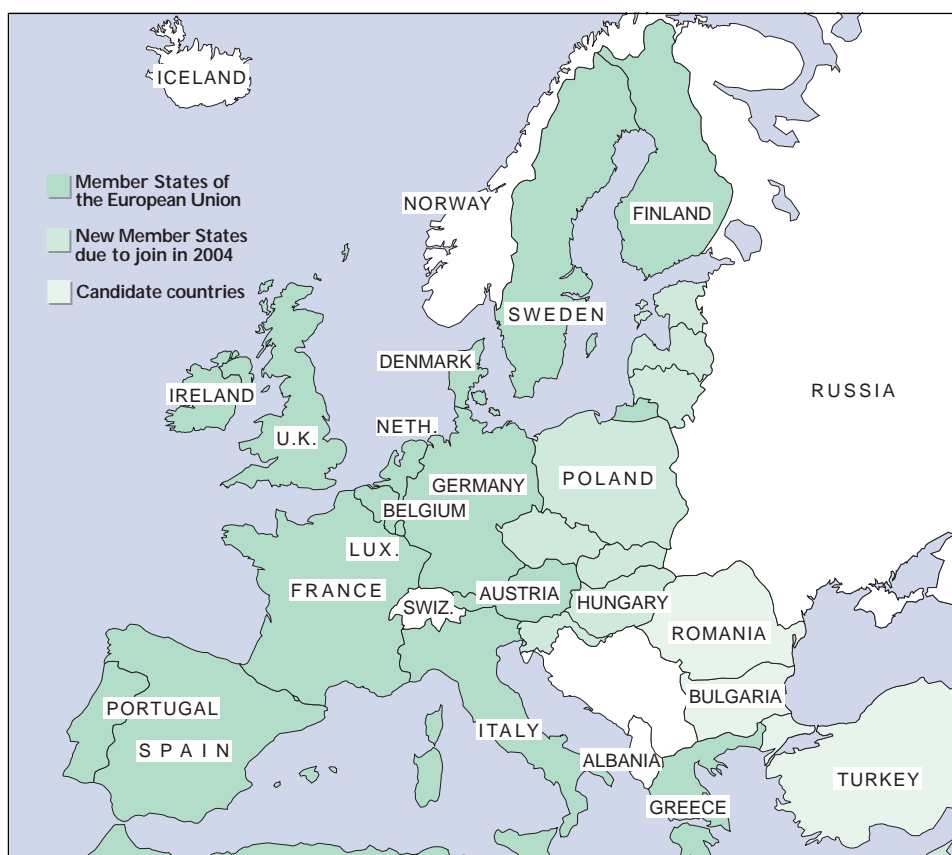 ICELAND
Member States of
the European Union
New Member States
due to join in 2004
Candidate countries
NORWAY
FINLAND
SWEDEN
DENMARK
IRELAND
RUSSIA
NETH.
U.K.
POLAND
GERMANY
BELGIUM
LUX.
FRANCE
AUSTRIA
SWIZ.
HUNGARY
ROMANIA
BULGARIA
PORTUGAL
ITALY
SPAIN
ALBANIA
TURKEY
GREECE